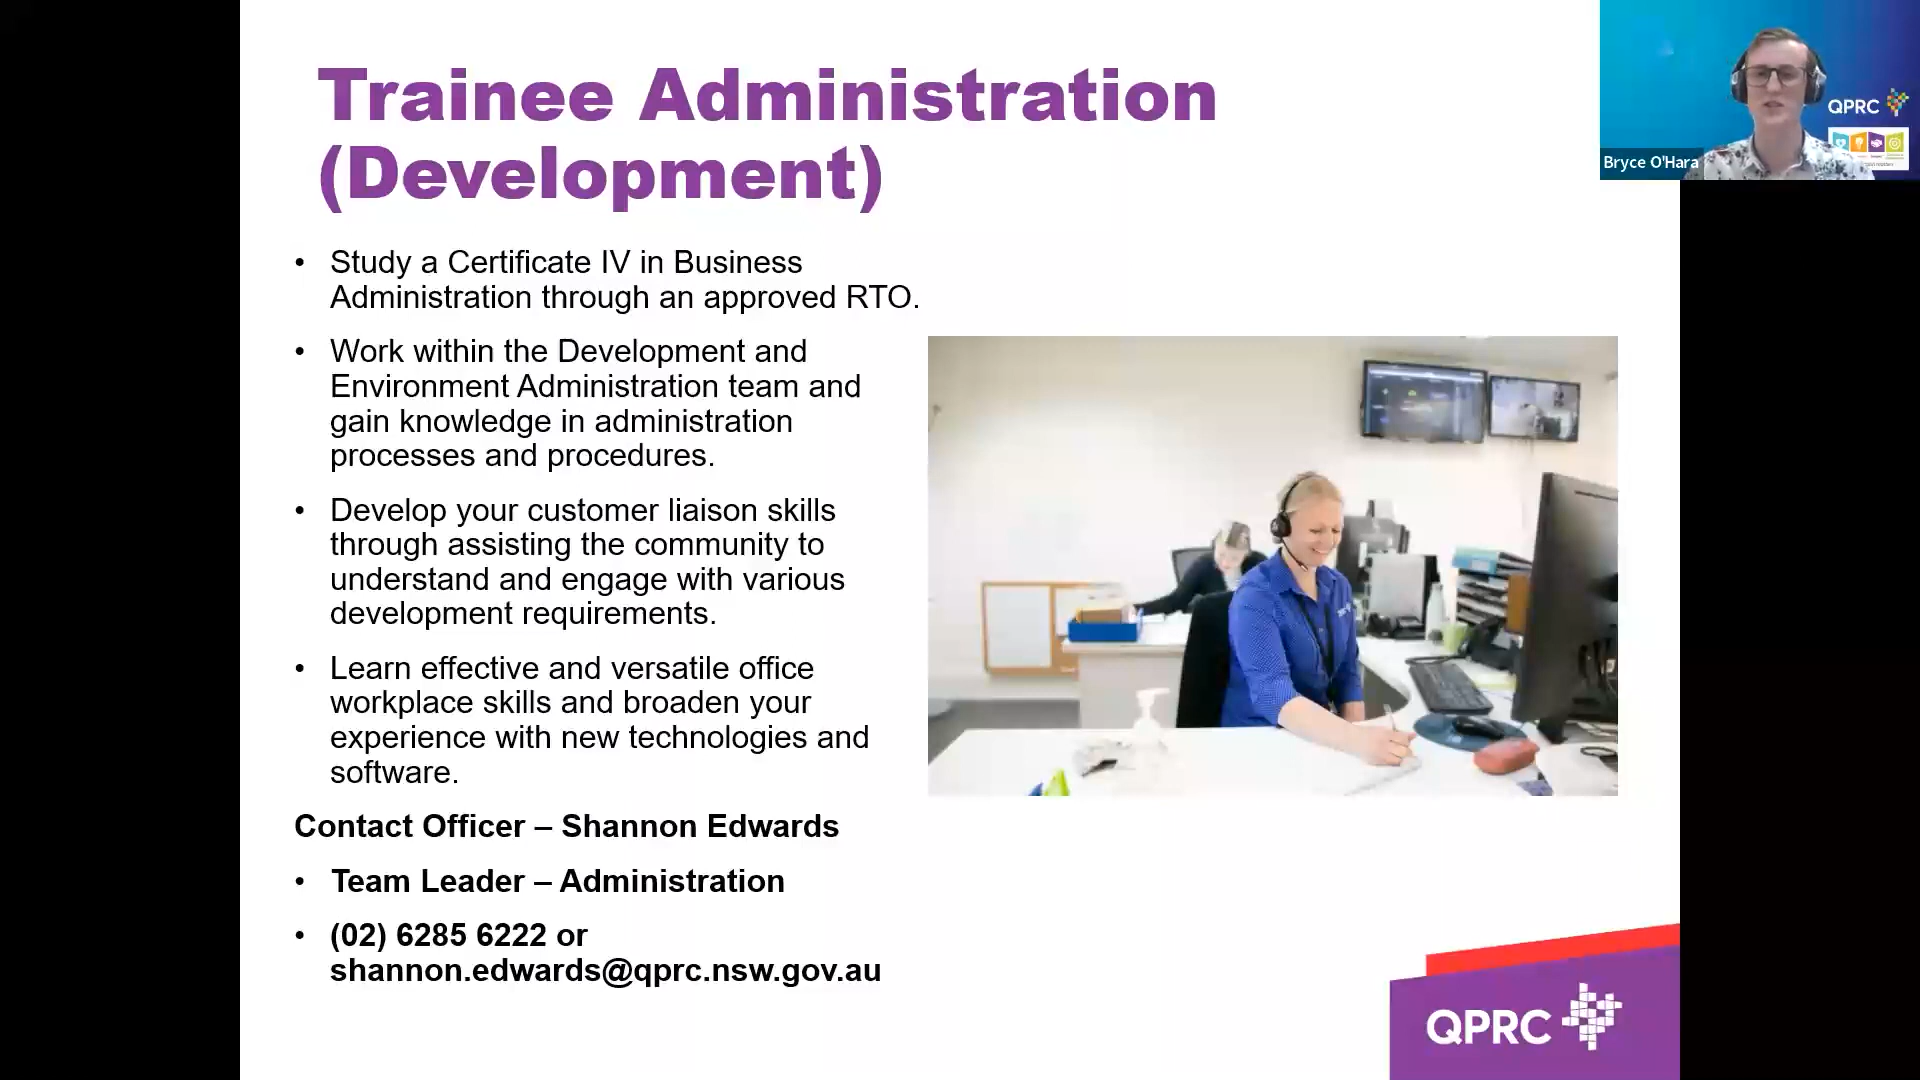 Trainee Administration
(Development)
• Study a Certificate IV in Business
Administration through an approved RTO.
• Work within the Development and
Environment Administration team and
gain knowledge in administration
processes and procedures.
• Develop your customer liaison skills
through assisting the community to
understand and engage with various
development requirements.
• Learn effective and versatile office
workplace skills and broaden your
experience with new technologies and
software.
Contact Officer – Shannon Edwards
• Team Leader – Administration
• (02) 6285 6222 or
shannon.edwards@qprc.nsw.gov.au
QPRC
Bryce O'Hara
QPRC